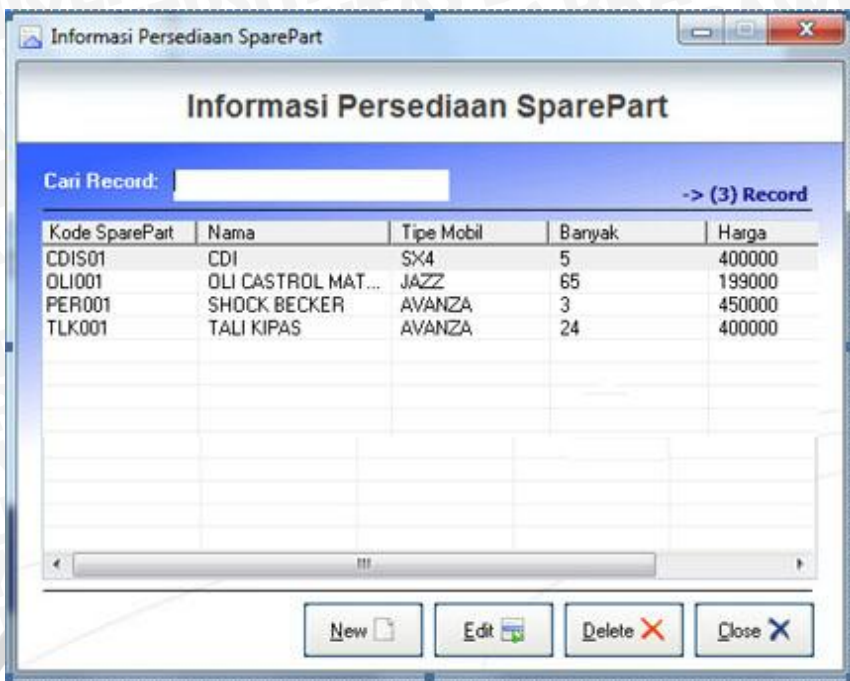 Informasi Persediaan SparePart
Informasi Persediaan SparePart
Cari Record:
-> (3) Record
Kode SparePart Nama Tipe Mobil Banyak Harga
CDIS01 CDI SX4 5 400000
OLI001 OLI CASTROL MAT... JAZZ 65 199000
PER001 SHOCK BECKER AVANZA 3 450000
TLK001 TALI KIPAS AVANZA 24 400000
New Edit Delete Close